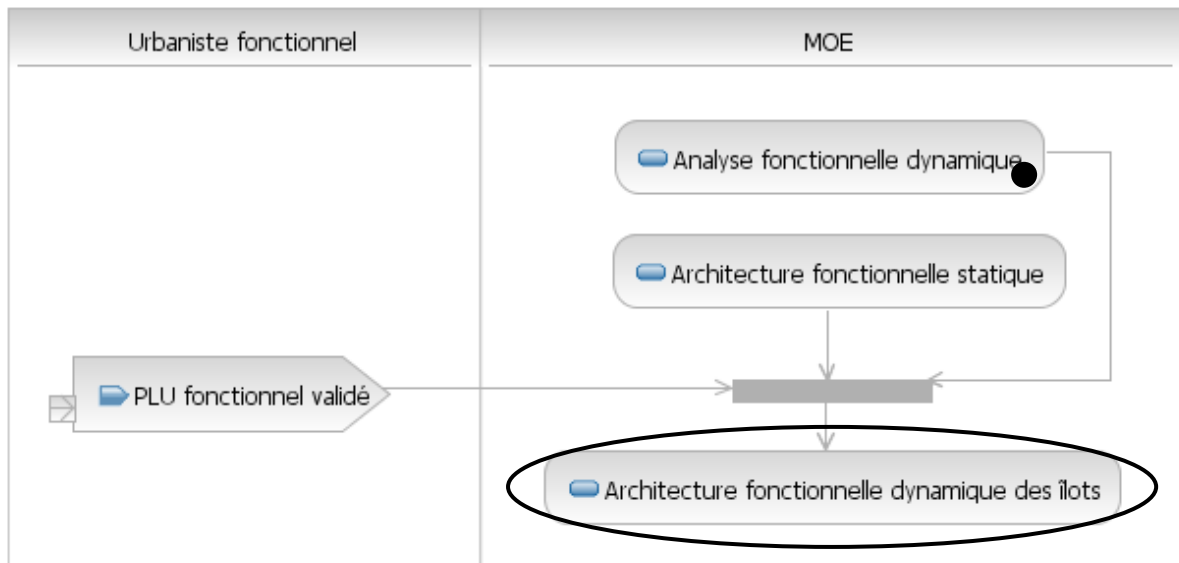 Urbaniste fonctionnel
MOE
Analyse fonctionnelle dynamique
Architecture fonctionnelle statique
PLU fonctionnel validé
Architecture fonctionnelle dynamique des îlots